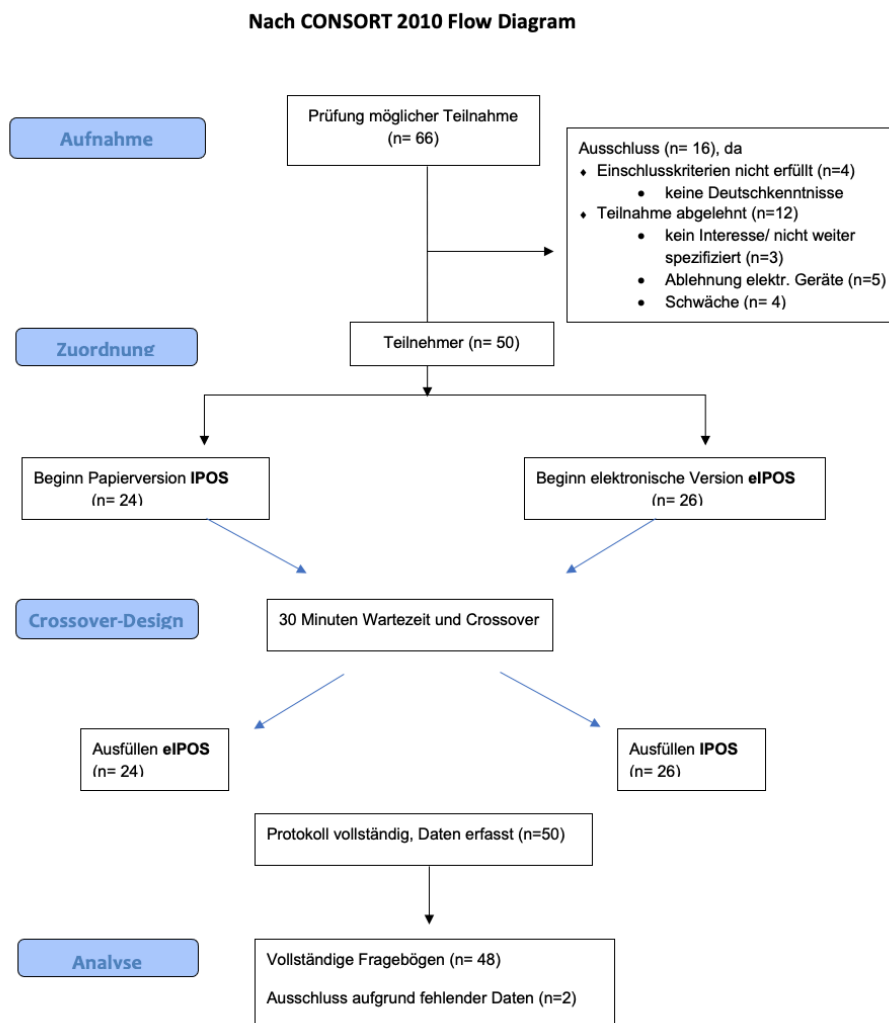 Nach CONSORT 2010 Flow Diagram
Aufnahme
Prüfung möglicher Teilnahme
(n= 66)
Ausschluss (n= 16), da
♦ Einschlusskriterien nicht erfüllt (n=4)
● keine Deutschkenntnisse
♦ Teilnahme abgelehnt (n=12)
● kein Interesse/ nicht weiter
spezifiziert (n=3)
● Ablehnung elektr. Geräte (n=5)
● Schwäche (n= 4)
Zuordnung
Teilnehmer (n= 50)
Beginn Papierversion IPOS
(n= 24)
Beginn elektronische Version eIPOS
(n= 26)
Crossover-Design
30 Minuten Wartezeit und Crossover
Ausfüllen eIPOS
(n= 24)
Ausfüllen IPOS
(n= 26)
Protokoll vollständig, Daten erfasst (n=50)
Analyse
Vollständige Fragebögen (n= 48)
Ausschluss aufgrund fehlender Daten (n=2)